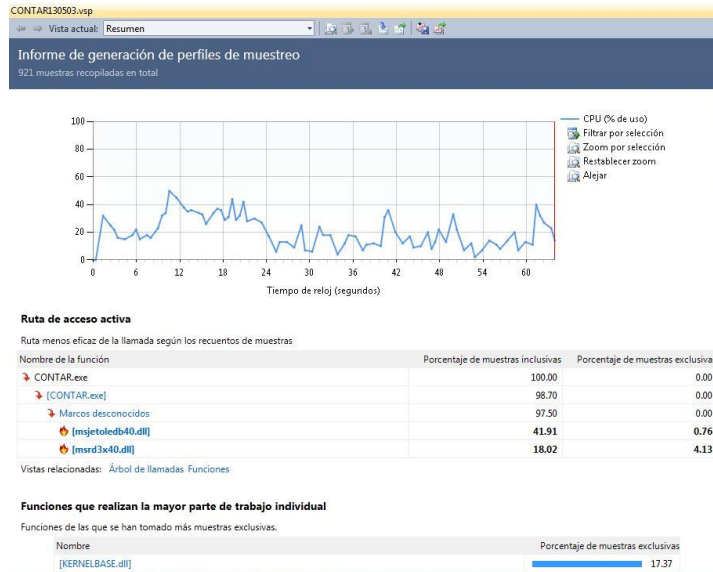 CONTAR130503.vsp
Vista actual: Resumen
Informe de generación de perfiles de muestreo
921 muestras recopiladas en total
100
80
60
40
20
0
0 6 12 18 24 30 36 42 48 54 60
Tiempo de reloj (segundos)
CPU (% de uso)
Filtrar por selección
Zoom por selección
Restablecer zoom
Alejar
Ruta de acceso activa
Ruta menos eficaz de la llamada según los recuentos de muestras
Nombre de la función Porcentaje de muestras inclusivas Porcentaje de muestras exclusiva
CONTAR.exe 100.00 0.00
[CONTAR.exe] 98.70 0.00
Marcos desconocidos 97.50 0.00
[msjetoledb40.dll] 41.91 0.76
[msrd3x40.dll] 18.02 4.13
Vistas relacionadas: Árbol de llamadas Funciones
Funciones que realizan la mayor parte de trabajo individual
Funciones de las que se han tomado más muestras exclusivas.
Nombre Porcentaje de muestras exclusivas
[KERNELBASE.dll] 17.37